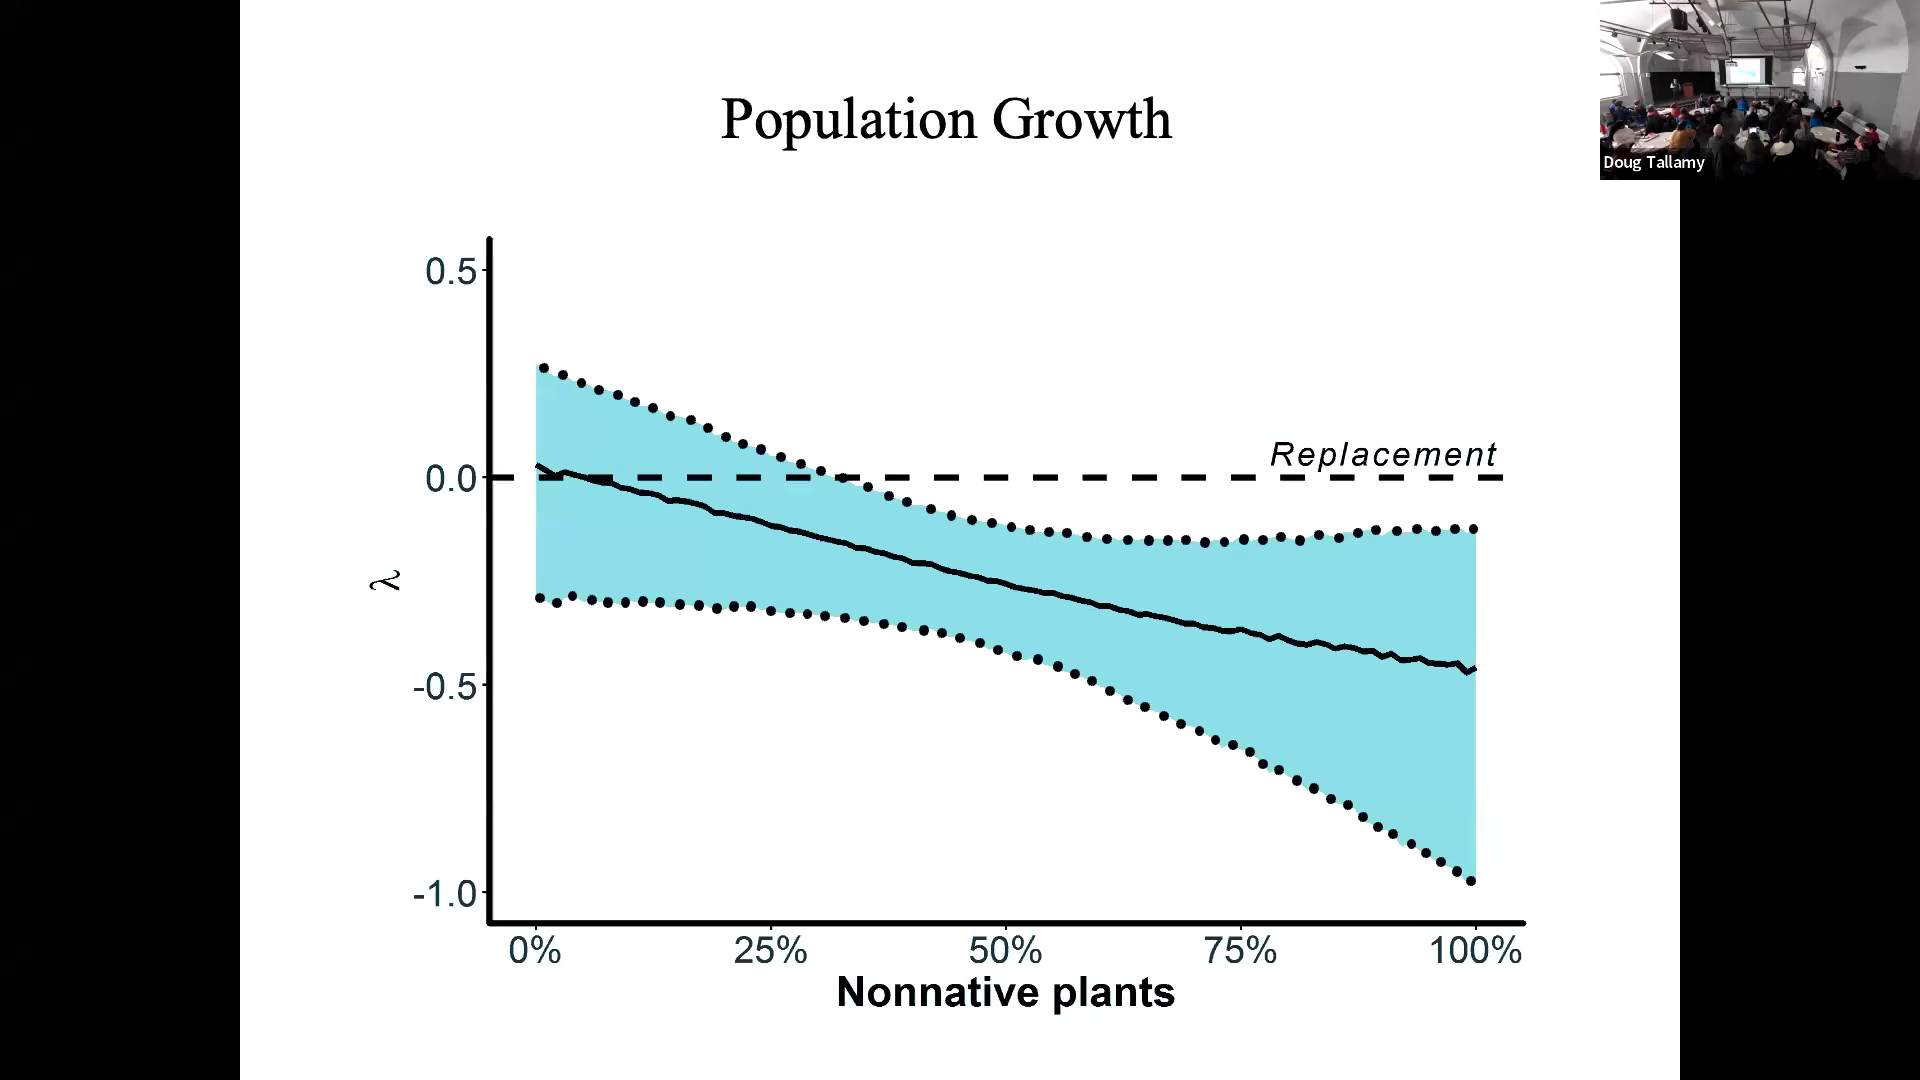 Population Growth
Doug Tallamy
0.5
Replacement
0.0
λ
-0.5
-1.0
0% 25% 50% 75% 100%
Nonnative plants